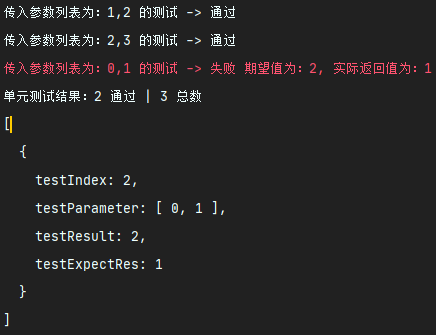 传入参数列表为：1,2 的测试 -> 通过
传入参数列表为：2,3 的测试 -> 通过
传入参数列表为：0,1 的测试 -> 失败 期望值为：2, 实际返回值为：1
单元测试结果：2 通过 | 3 总数
[
{
testIndex: 2,
testParameter: [ 0, 1 ],
testResult: 2,
testExpectRes: 1
}
]